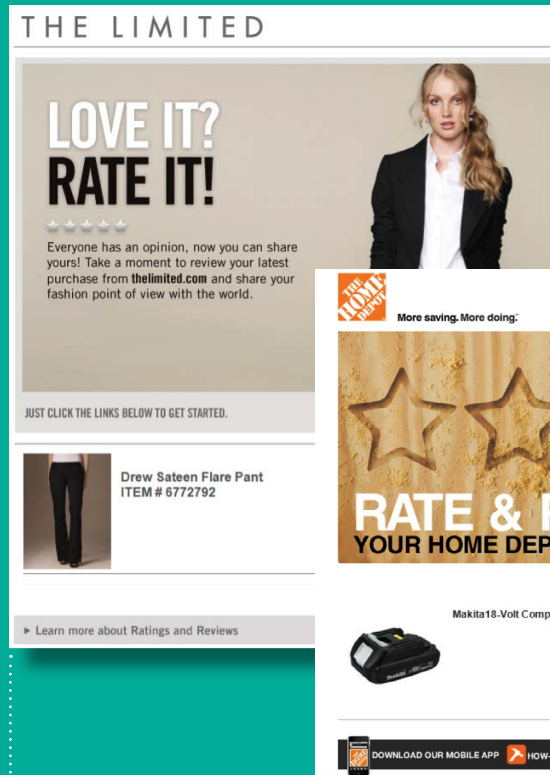 THE LIMITED
LOVE IT?
RATE IT!
Everyone has an opinion, now you can share
yours! Take a moment to review your latest
purchase from thelimited.com and share your
fashion point of view with the world.
JUST CLICK THE LINKS BELOW TO GET STARTED.
Drew Sateen Flare Pant
ITEM # 6772792
Learn more about Ratings and Reviews
THE
HOME
DEPOT
More saving. More doing.™
RATE &
YOUR HOME DEP
Makita18-Volt Comp
makita
DOWNLOAD OUR MOBILE APP
HOW-